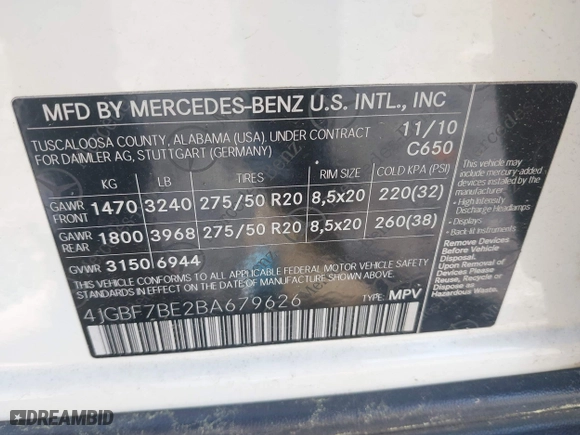 MFD BY MERCEDES-BENZ U.S. INTL., INC
TUSCALOOSA COUNTY, ALABAMA (USA). UNDER CONTRACT 11/10
FOR DAIMLER AG, STUTTGART (GERMANY) C650
KG LB TIRES RIM SIZE COLD KPA (PSI)
GAWR FRONT 1470 3240 275/50 R20 8,5x20 220(32)
GAWR REAR 1800 3968 275/50 R20 8,5x20 260(38)
GVWR 3150 6944
THIS VEHICLE CONFORMS TO ALL APPLICABLE FEDERAL MOTOR VEHICLE SAFETY
STANDARDS IN EFFECT ON THE DATE OF MANUFACTURE SHOWN ABOVE.
4JGBF7BE2BA679626 TYPE: MPV
This vehicle may
include mercury-added
devices installed by the
manufacturer:
- High Intensity
Discharge Headlamps
- Displays
- Back-lit Instruments
Remove Devices
Before Vehicle
Disposal.
Upon Removal of
Devices Please
Reuse, Recycle
or Dispose as
Hazardous Waste.
DREAMBID